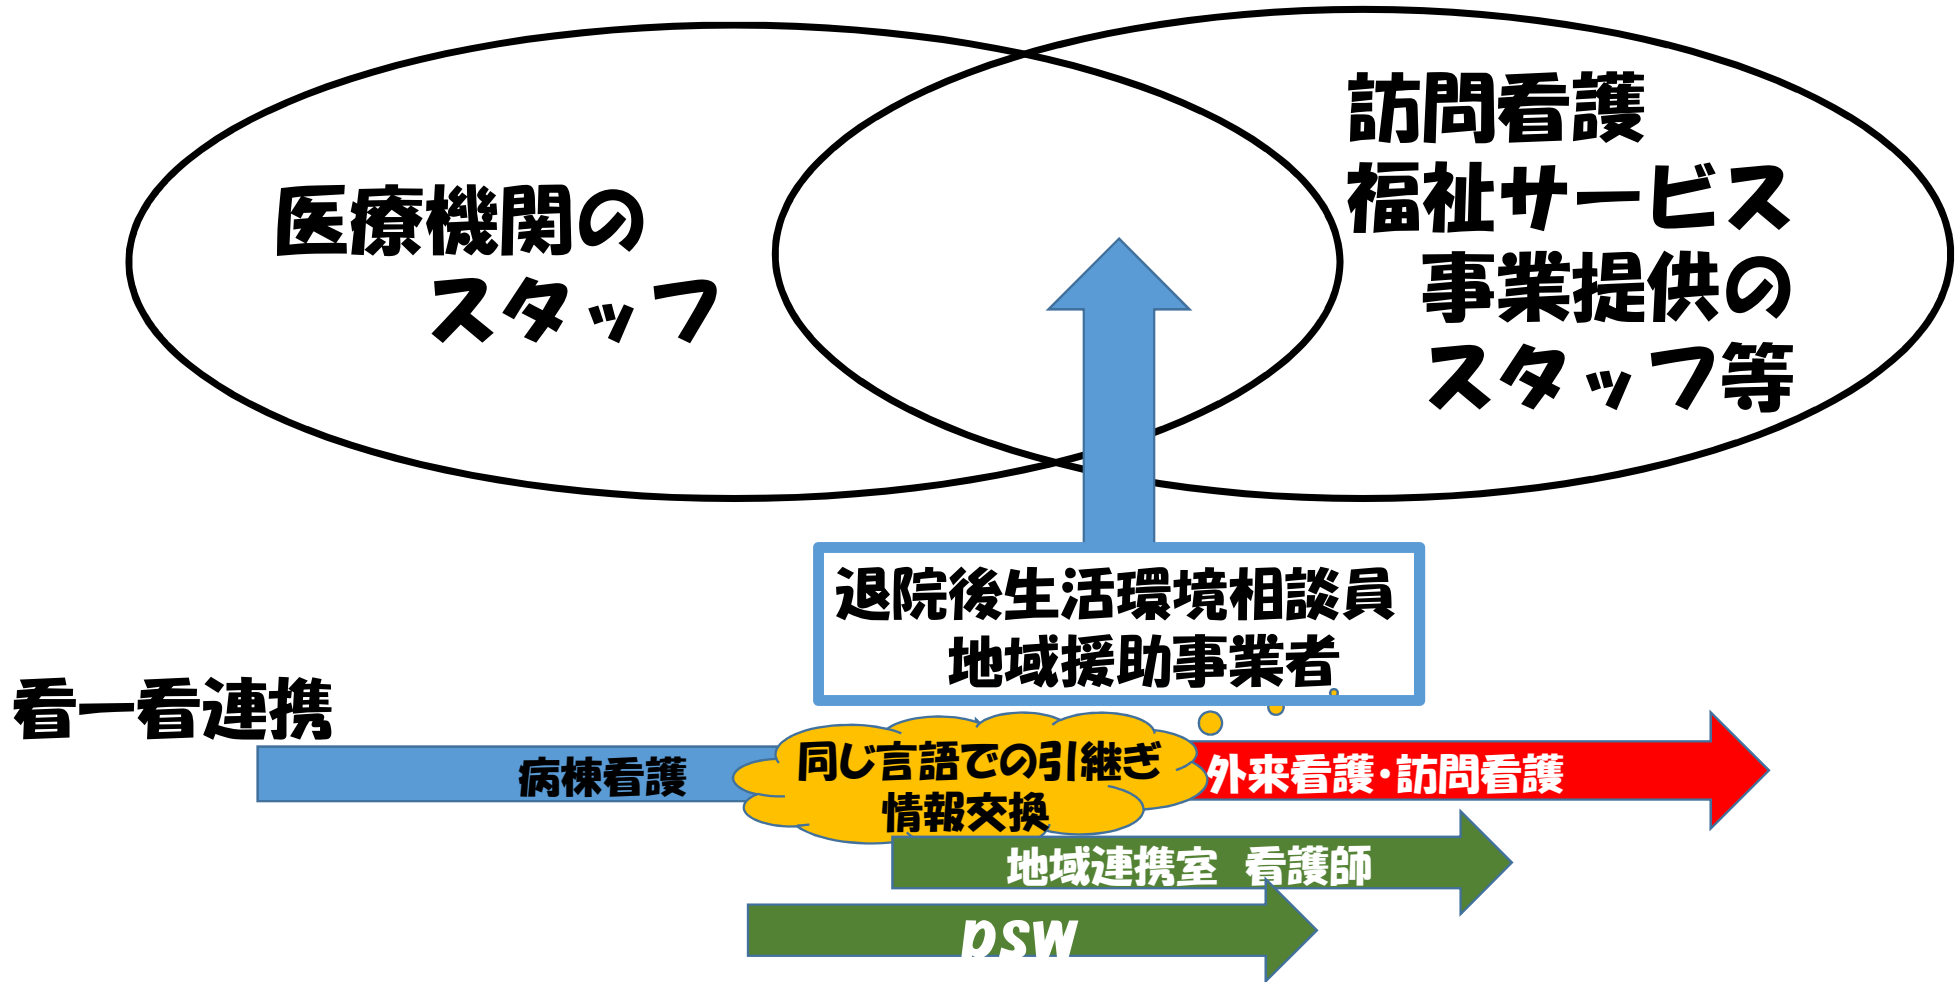 医療機関の
スタッフ
訪問看護
福祉サービス
事業提供の
スタッフ等
退院後生活環境相談員
地域援助事業者
看ー看連携
病棟看護
同じ言語での引継ぎ
情報交換
外来看護・訪問看護
地域連携室　看護師
psw